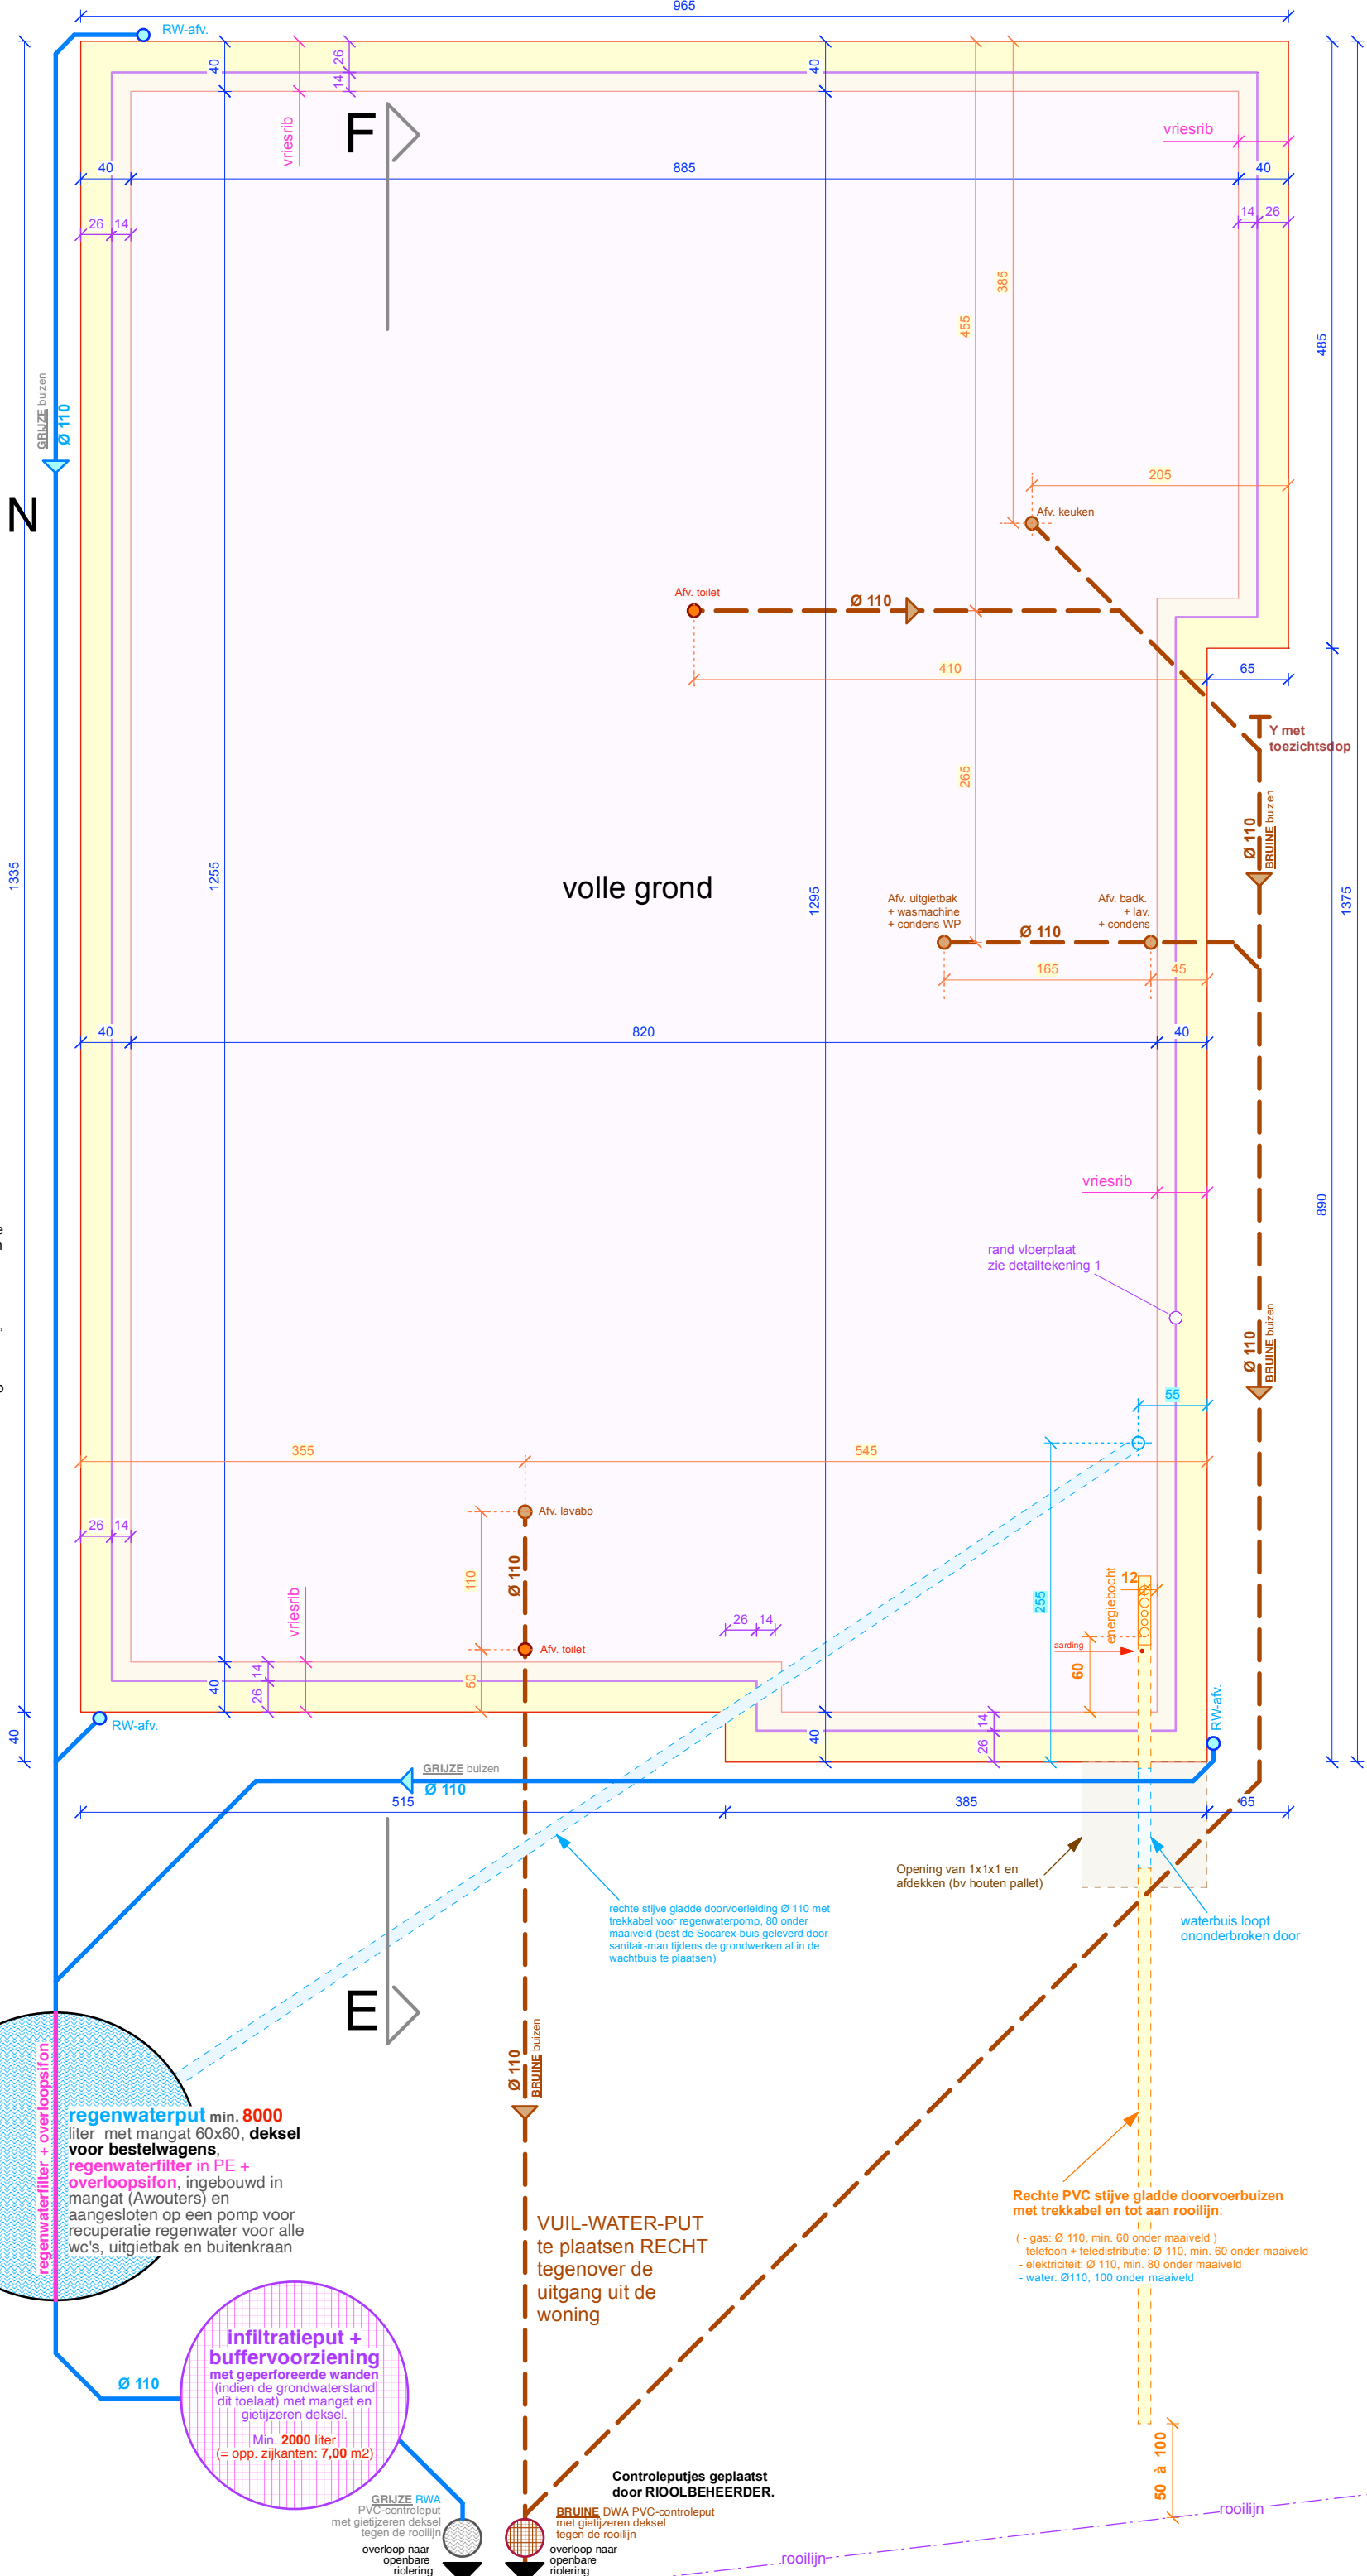 965
RW-afv.
40
26
14
40
vriesrib
F
vriesrib
40
885
40
26
14
14
26
385
455
485
GRIJZE buizen
Ø 110
N
205
Afv. keuken
Afv. toilet
Ø 110
410
65
Y met
toezichtsdop
265
Ø 110
BRUINE buizen
1335
1255
volle grond
1295
1375
Afv. uitgietbak
+ wasmachine
+ condens WP
Afv. badk.
+ lav.
+ condens
Ø 110
165
45
40
820
40
vriesrib
890
e
n
rand vloerplaat
zie detailtekening 1
,
Ø 110
BRUINE buizen
55
355
545
26
14
Afv. lavabo
110
Ø 110
255
energiebocht
12
vriesrib
26
14
Afv. toilet
aarding
60
50
14
26
40
40
RW-afv.
40
14
26
RW-afv.
GRIJZE buizen
Ø 110
515
385
65
Opening van 1x1x1 en
afdekken (bv houten pallet)
rechte stijve gladde doorvoerleiding Ø 110 met
trekkabel voor regenwaterpomp, 80 onder
maaiveld (best de Socarex-buis geleverd door
sanitair-man tijdens de grondwerken al in de
wachtbuis te plaatsen)
waterbuis loopt
ononderbroken door
E
Ø 110
BRUINE buizen
regenwaterfilter + overloopsifon
regenwaterput min. 8000
liter met mangat 60x60, deksel
voor bestelwagens,
regenwaterfilter in PE +
overloopsifon, ingebouwd in
mangat (Awouters) en
aangesloten op een pomp voor
recuperatie regenwater voor alle
wc's, uitgietbak en buitenkraan
Rechte PVC stijve gladde doorvoerbuizen
met trekkabel en tot aan rooilijn:
( - gas: Ø 110, min. 60 onder maaiveld )
- telefoon + teledistributie: Ø 110, min. 60 onder maaiveld
- elektriciteit: Ø 110, min. 80 onder maaiveld
- water: Ø110, 100 onder maaiveld
VUIL-WATER-PUT
te plaatsen RECHT
tegenover de
uitgang uit de
woning
Ø 110
infiltratieput +
buffervoorziening
met geperforeerde wanden
(indien de grondwaterstand
dit toelaat) met mangat en
gietijzeren deksel.
Min. 2000 liter
(= opp. zijkanten: 7,00 m2)
50 à 100
Controleputjes geplaatst
door RIOOLBEHEERDER.
GRIJZE RWA
PVC-controleput
met gietijzeren deksel
tegen de rooilijn
overloop naar
openbare
riolering
BRUINE DWA PVC-controleput
met gietijzeren deksel
tegen de rooilijn
overloop naar
openbare
riolering
rooilijn
rooilijn